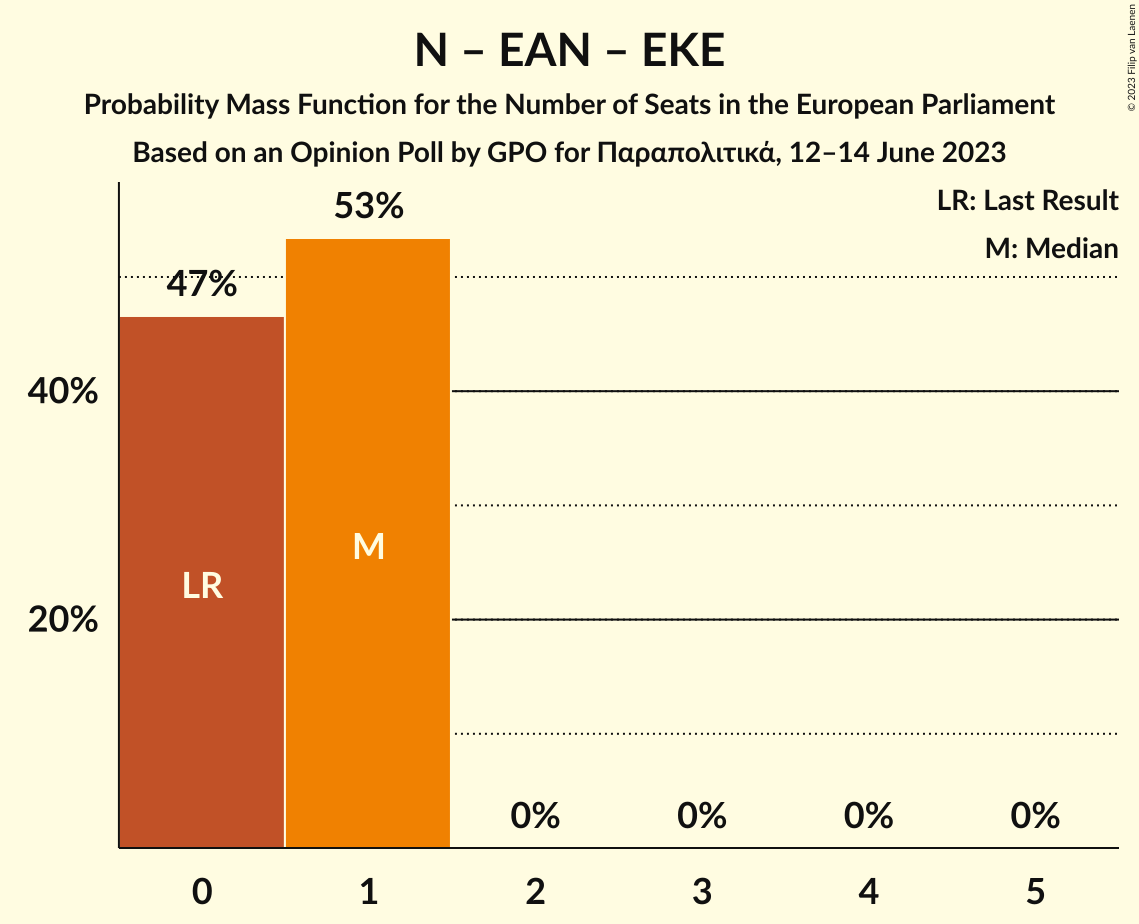 N – EAN – EKE
Probability Mass Function for the Number of Seats in the European Parliament
Based on an Opinion Poll by GPO for Παραπολιτικά, 12–14 June 2023
© 2023 Filip van Laenen
LR: Last Result
M: Median
53%
47%
40%
M
LR
20%
0% 0% 0% 0%
0 1 2 3 4 5